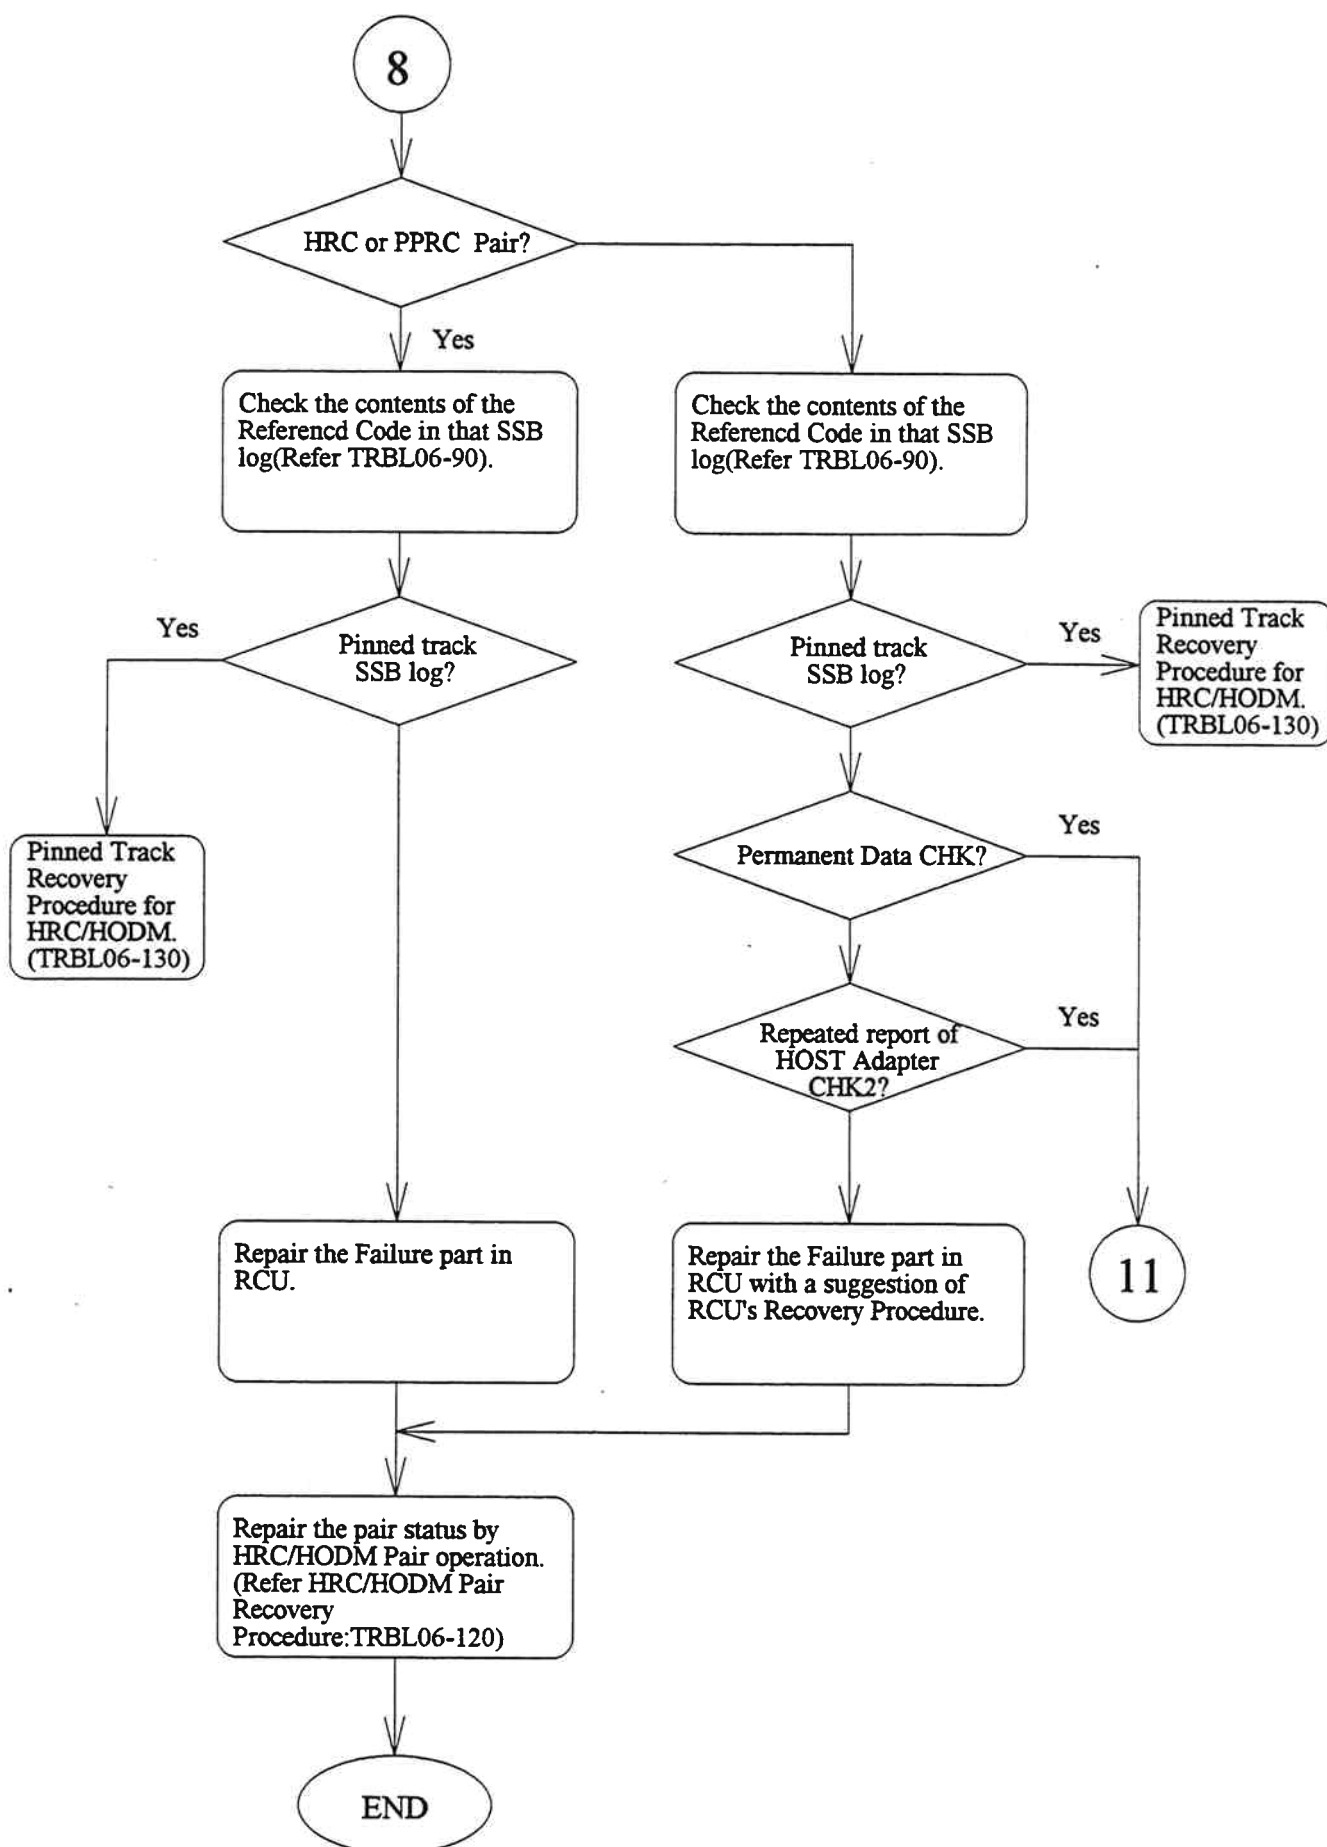 8
HRC or PPRC Pair?
Yes
Check the contents of the
Referencd Code in that SSB
log(Refer TRBL06-90).
Check the contents of the
Referencd Code in that SSB
log(Refer TRBL06-90).
Yes
Pinned track
SSB log?
Pinned track
SSB log?
Yes
Pinned Track
Recovery
Procedure for
HRC/HODM.
(TRBL06-130)
Pinned Track
Recovery
Procedure for
HRC/HODM.
(TRBL06-130)
Permanent Data CHK?
Yes
Repeated report of
HOST Adapter
CHK2?
Yes
Repair the Failure part in
RCU.
Repair the Failure part in
RCU with a suggestion of
RCU's Recovery Procedure.
11
Repair the pair status by
HRC/HODM Pair operation.
(Refer HRC/HODM Pair
Recovery
Procedure:TRBL06-120)
END